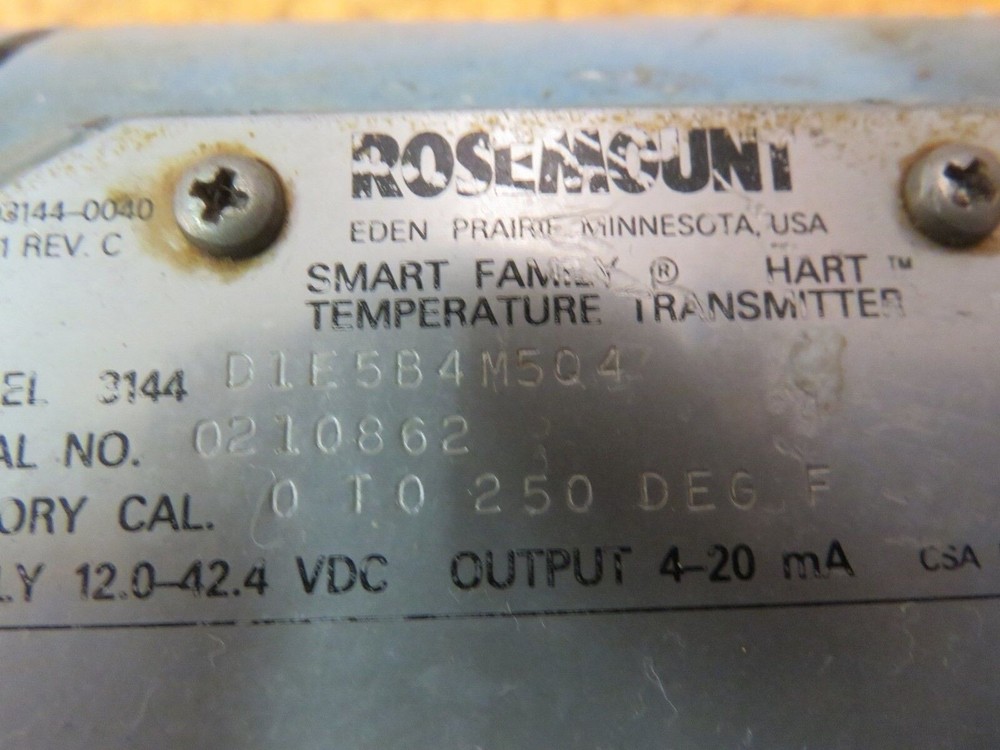 ROSEMOUNT
03144-0040
1 REV. C
EDEN PRAIRIE, MINNESOTA, USA
SMART FAMILY ® HART ™
TEMPERATURE TRANSMITTER
EL 3144 D1E5B4M5Q4
AL NO. 0210862
ORY CAL. 0 TO 250 DEG F
LY 12.0-42.4 VDC OUTPUT 4-20 mA CSA